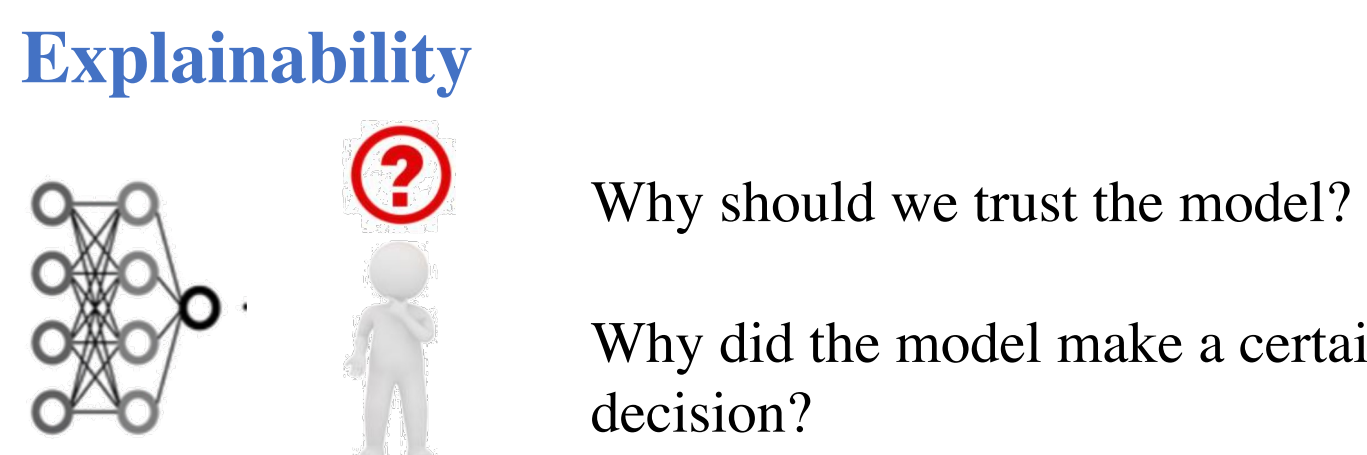 Explainability
?
Why should we trust the model?
Why did the model make a certai
decision?